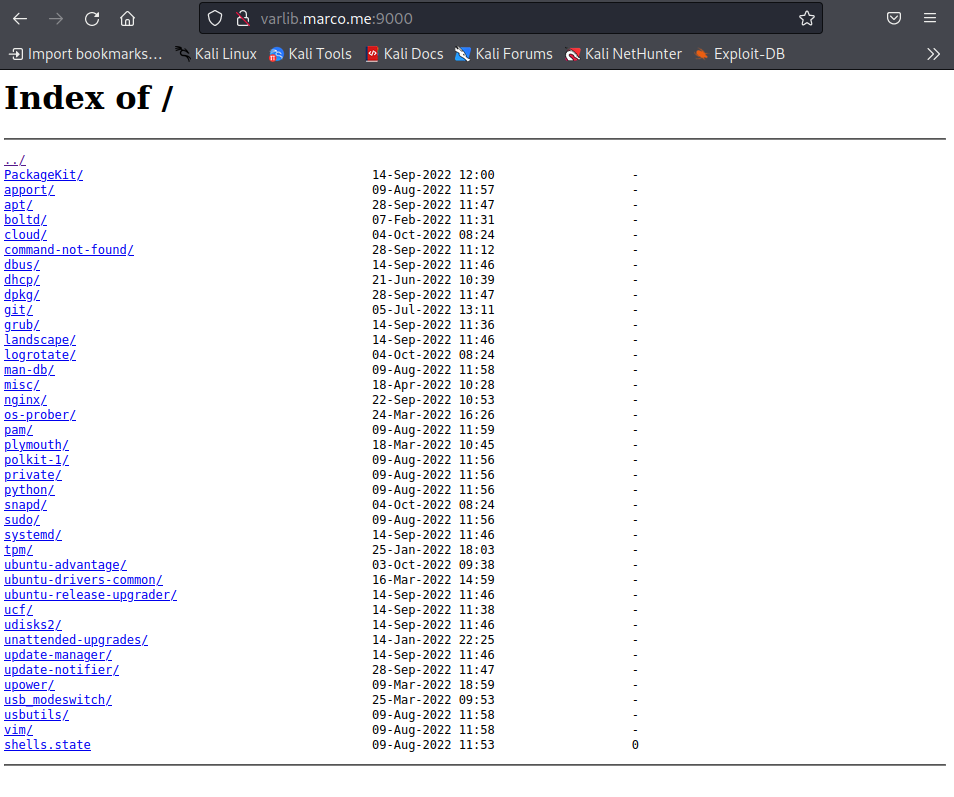 varlib.marco.me:9000
Import bookmarks... Kali Linux Kali Tools Kali Docs Kali Forums Kali NetHunter Exploit-DB
Index of /
../
PackageKit/ 14-Sep-2022 12:00 -
apport/ 09-Aug-2022 11:57 -
apt/ 28-Sep-2022 11:47 -
boltd/ 07-Feb-2022 11:31 -
cloud/ 04-Oct-2022 08:24 -
command-not-found/ 28-Sep-2022 11:12 -
dbus/ 14-Sep-2022 11:46 -
dhcp/ 21-Jun-2022 10:39 -
dpkg/ 28-Sep-2022 11:47 -
git/ 05-Jul-2022 13:11 -
grub/ 14-Sep-2022 11:36 -
landscape/ 14-Sep-2022 11:46 -
logrotate/ 04-Oct-2022 08:24 -
man-db/ 09-Aug-2022 11:58 -
misc/ 18-Apr-2022 10:28 -
nginx/ 22-Sep-2022 10:53 -
os-prober/ 24-Mar-2022 16:26 -
pam/ 09-Aug-2022 11:59 -
plymouth/ 18-Mar-2022 10:45 -
polkit-1/ 09-Aug-2022 11:56 -
private/ 09-Aug-2022 11:56 -
python/ 09-Aug-2022 11:56 -
snapd/ 04-Oct-2022 08:24 -
sudo/ 09-Aug-2022 11:56 -
systemd/ 14-Sep-2022 11:46 -
tpm/ 25-Jan-2022 18:03 -
ubuntu-advantage/ 03-Oct-2022 09:38 -
ubuntu-drivers-common/ 16-Mar-2022 14:59 -
ubuntu-release-upgrader/ 14-Sep-2022 11:46 -
ucf/ 14-Sep-2022 11:38 -
udisks2/ 14-Sep-2022 11:46 -
unattended-upgrades/ 14-Jan-2022 22:25 -
update-manager/ 14-Sep-2022 11:46 -
update-notifier/ 28-Sep-2022 11:47 -
upower/ 09-Mar-2022 18:59 -
usb_modeswitch/ 25-Mar-2022 09:53 -
usbutils/ 09-Aug-2022 11:58 -
vim/ 09-Aug-2022 11:58 -
shells.state 09-Aug-2022 11:53 0